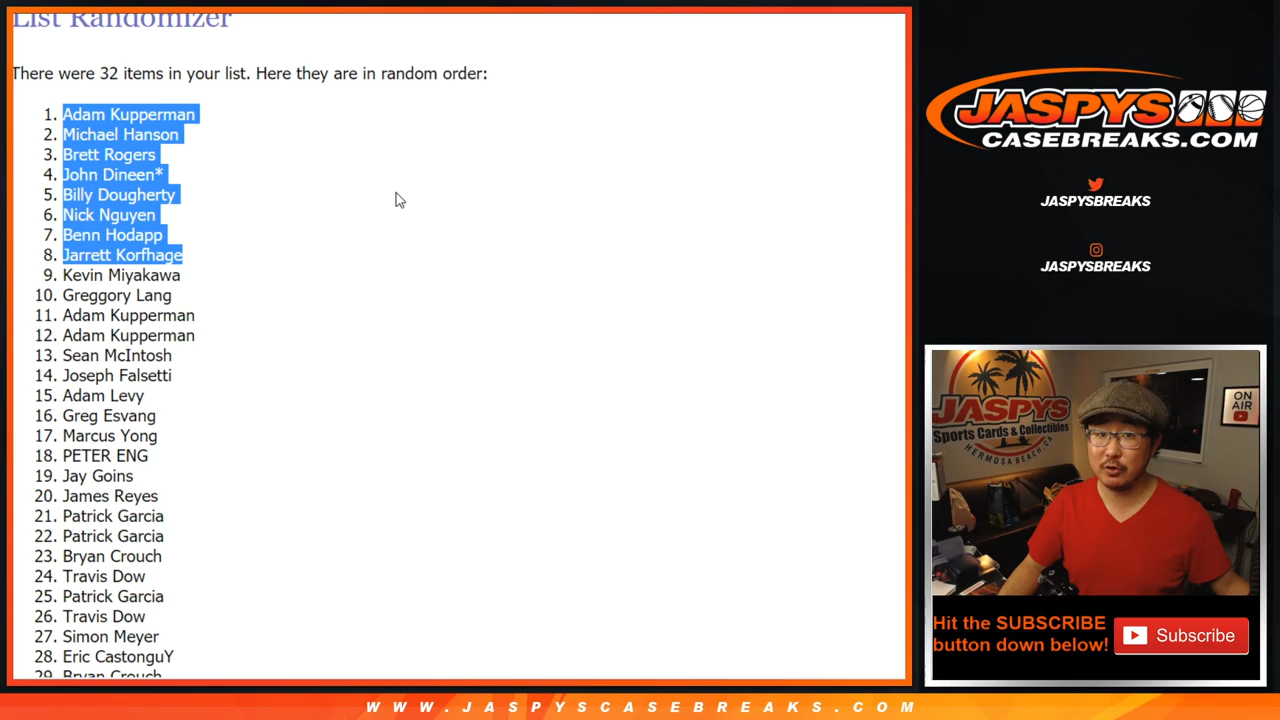 List Randomizer
There were 32 items in your list. Here they are in random order:
1. Adam Kupperman
2. Michael Hanson
3. Brett Rogers
4. John Dineen*
5. Billy Dougherty
6. Nick Nguyen
7. Benn Hodapp
8. Jarrett Korfhage
9. Kevin Miyakawa
10. Greggory Lang
11. Adam Kupperman
12. Adam Kupperman
13. Sean McIntosh
14. Joseph Falsetti
15. Adam Levy
16. Greg Esvang
17. Marcus Yong
18. PETER ENG
19. Jay Goins
20. James Reyes
21. Patrick Garcia
22. Patrick Garcia
23. Bryan Crouch
24. Travis Dow
25. Patrick Garcia
26. Travis Dow
27. Simon Meyer
28. Eric CastonguY
29. Bryan Crouch
JASPYS
CASEBREAKS.COM
JASPYSBREAKS
JASPYSBREAKS
JASPYS
Sports Cards & Collectibles
HERMOSA BEACH, CA
ON
AIR
Hit the SUBSCRIBE
button down below!
Subscribe
WWW.JASPYSCASEBREAKS.COM